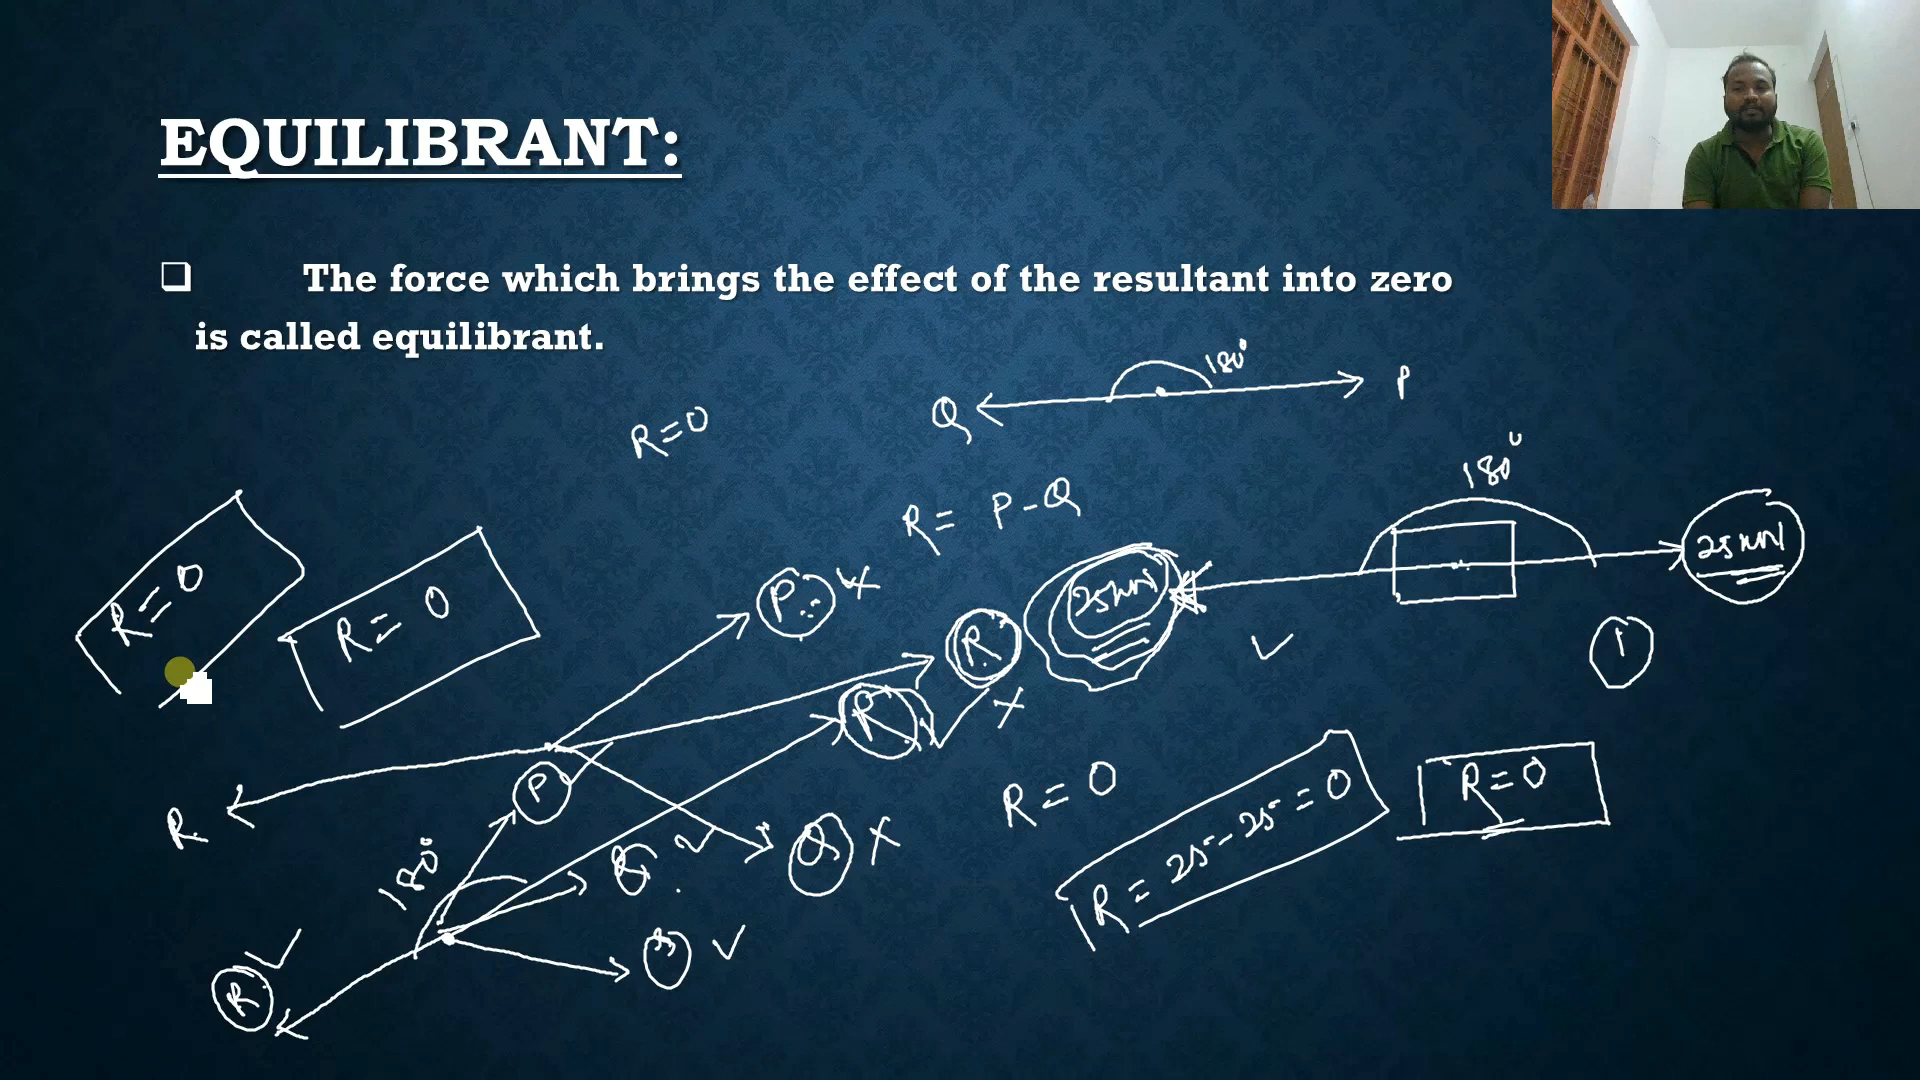 EQUILIBRANT:
❑ The force which brings the effect of the resultant into zero
is called equilibrant.
180°
Q P
R=0
R= P-Q
180°
25 kN
25 kN
R=0
R= 0
P
R
R
1
R
P
R = 0
R = 25-25=0
R=0
Q
Q
180°
S
R